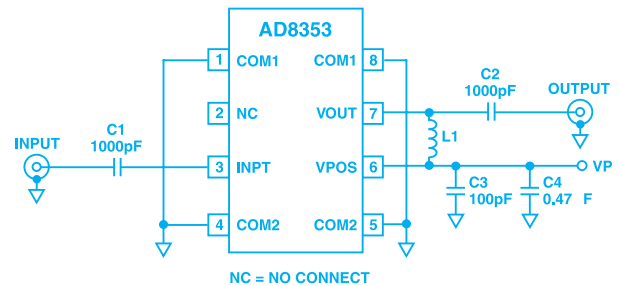 AD8353
1 COM1 COM1 8
C2
1000pF
OUTPUT
2 NC VOUT 7
C1
1000pF
L1
INPUT
3 INPT VPOS 6
VP
C3
100pF
C4
0.47 F
4 COM2 COM2 5
NC = NO CONNECT